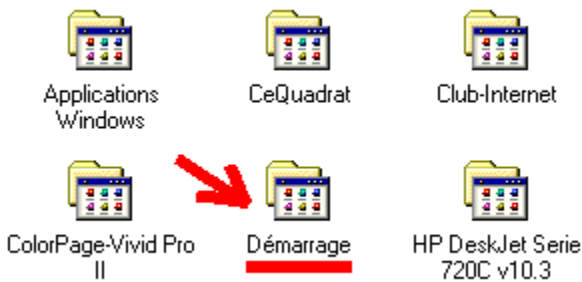 Applications
Windows
CeQuadrat
Club-Internet
ColorPage-Vivid Pro
II
Démarrage
HP DeskJet Serie
720C v10.3